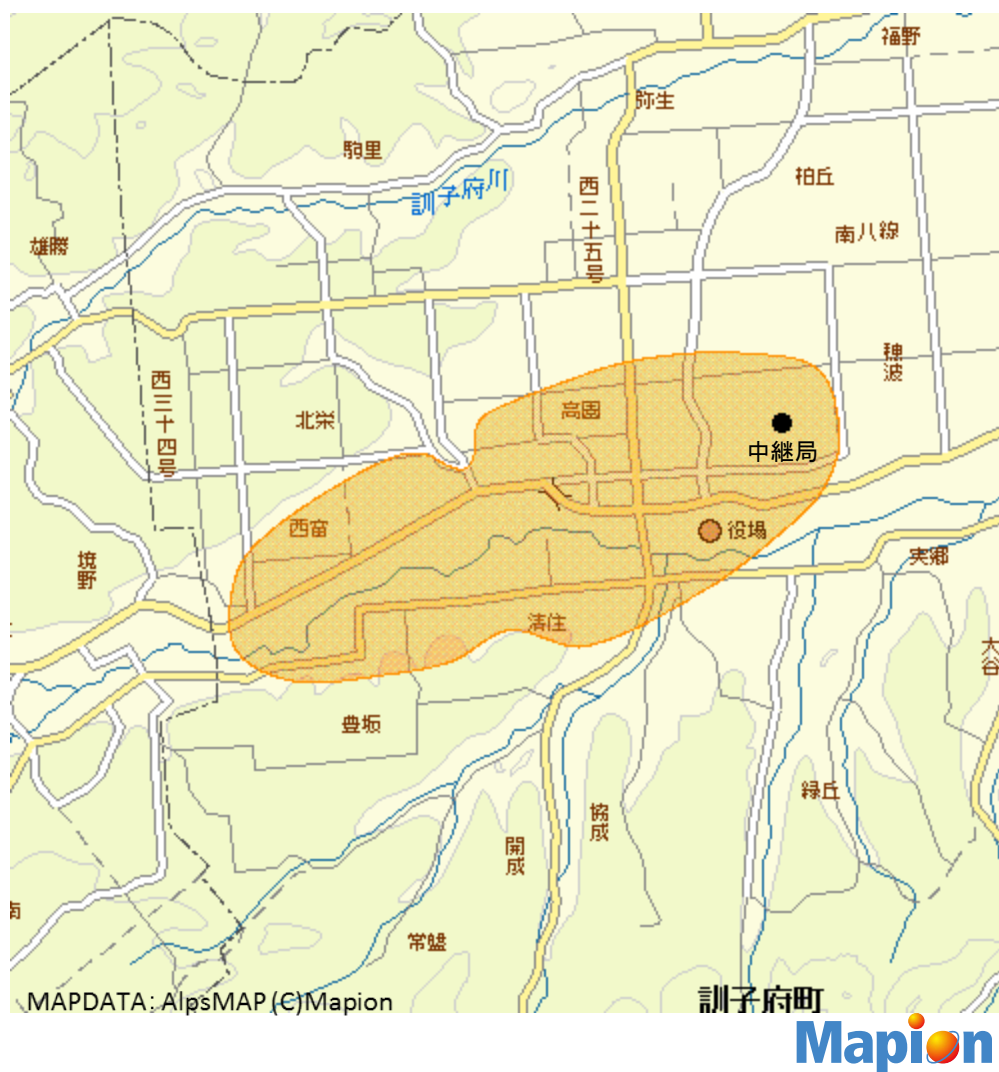 福野
弥生
駒里
訓子府川
柏丘
西二十五号
南八線
雄勝
穂波
西三十四号
北栄
高園
中継局
西富
役場
境野
実郷
清住
大谷
豊坂
緑丘
協成
開成
南
常盤
訓子府町
MAPDATA: AlpsMAP (C)Mapion
Mapion